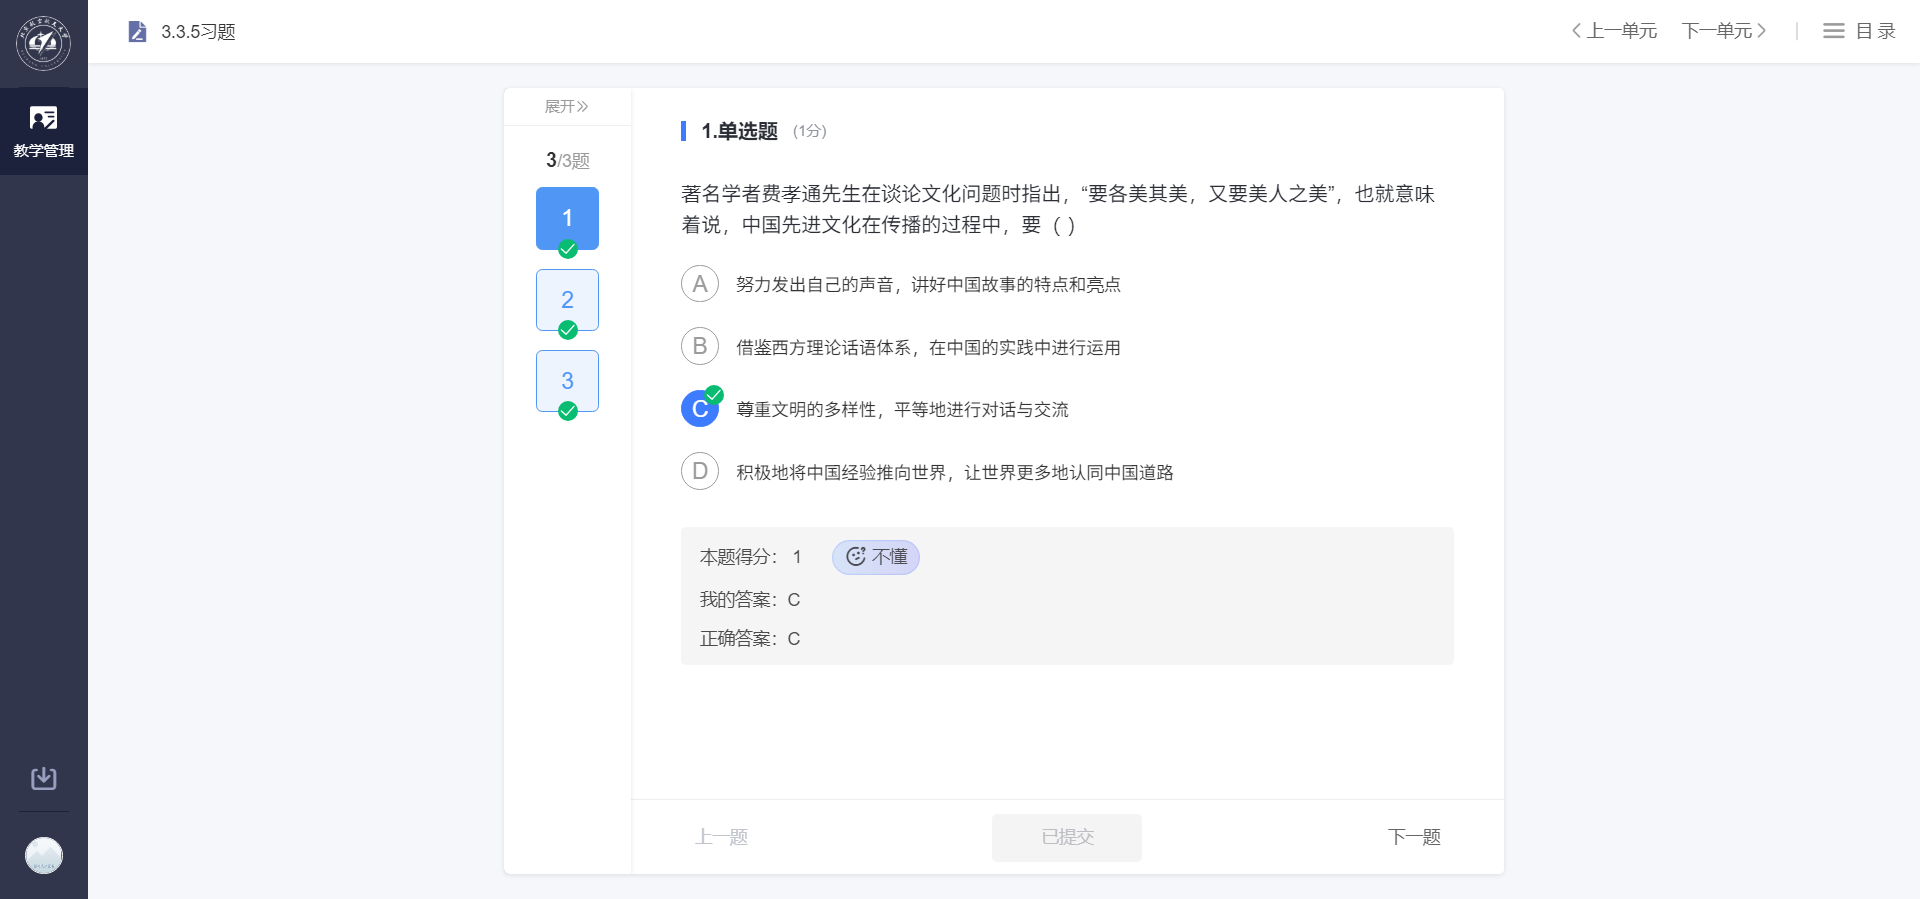 3.3.5习题
上一单元
下一单元
目录
教学管理
展开
3/3题
1
2
3
1.单选题 (1分)
著名学者费孝通先生在谈论文化问题时指出，“要各美其美，又要美人之美”，也就意味
着说，中国先进文化在传播的过程中，要（ ）
A 努力发出自己的声音，讲好中国故事的特点和亮点
B 借鉴西方理论话语体系，在中国的实践中进行运用
C 尊重文明的多样性，平等地进行对话与交流
D 积极地将中国经验推向世界，让世界更多地认同中国道路
本题得分： 1 不懂
我的答案：C
正确答案：C
上一题
已提交
下一题